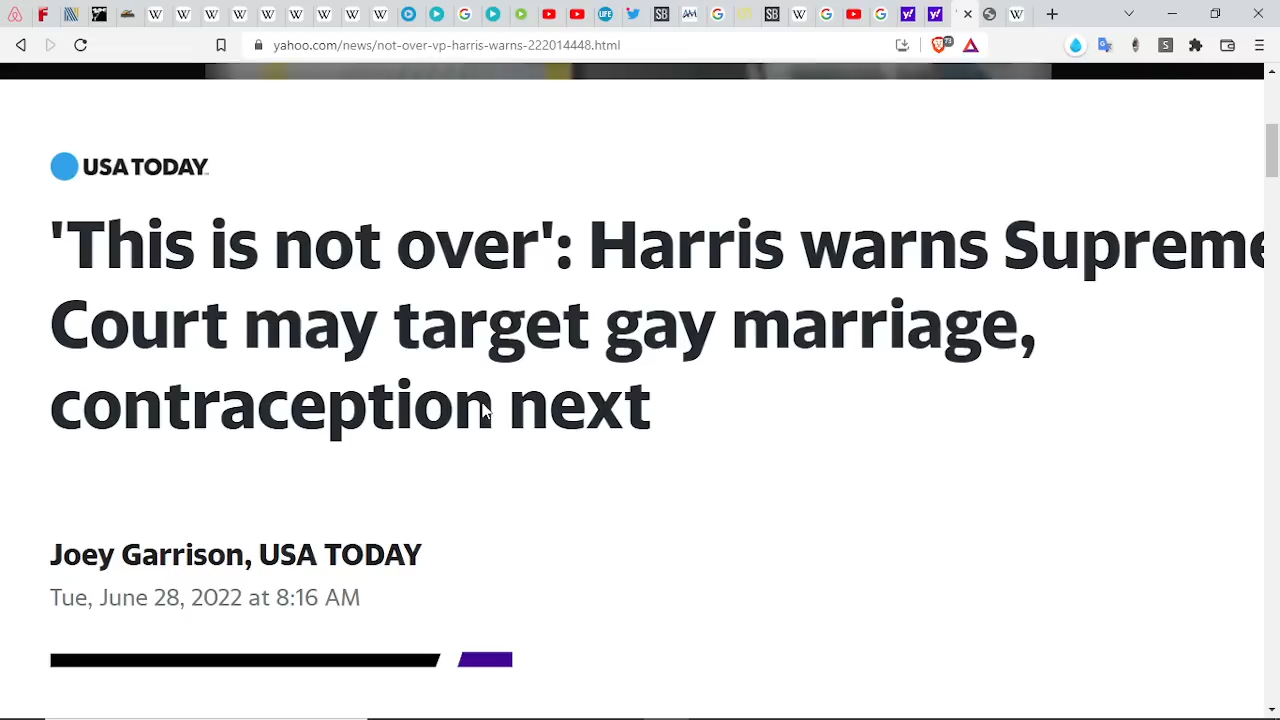 yahoo.com/news/not-over-vp-harris-warns-222014448.html
USA TODAY
'This is not over': Harris warns Supreme
Court may target gay marriage,
contraception next
Joey Garrison, USA TODAY
Tue, June 28, 2022 at 8:16 AM